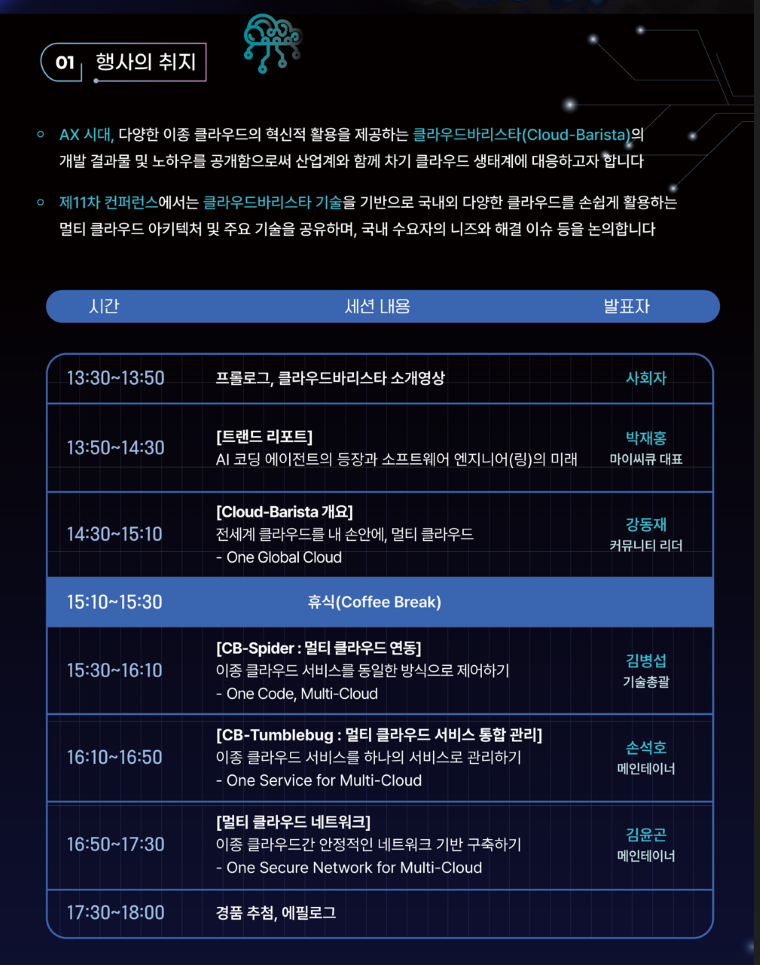 01 행사의 취지
AX 시대, 다양한 이종 클라우드의 혁신적 활용을 제공하는 클라우드바리스타(Cloud-Barista)의
개발 결과물 및 노하우를 공개함으로써 산업계와 함께 차기 클라우드 생태계에 대응하고자 합니다
제11차 컨퍼런스에서는 클라우드바리스타 기술을 기반으로 국내외 다양한 클라우드를 손쉽게 활용하는
멀티 클라우드 아키텍처 및 주요 기술을 공유하며, 국내 수요자의 니즈와 해결 이슈 등을 논의합니다
시간 세션 내용 발표자
13:30~13:50 프롤로그, 클라우드바리스타 소개영상 사회자
13:50~14:30
[트랜드 리포트]
AI 코딩 에이전트의 등장과 소프트웨어 엔지니어(링)의 미래
박재홍
마이씨큐 대표
14:30~15:10
[Cloud-Barista 개요]
전세계 클라우드를 내 손안에, 멀티 클라우드
- One Global Cloud
강동재
커뮤니티 리더
15:10~15:30 휴식(Coffee Break)
15:30~16:10
[CB-Spider : 멀티 클라우드 연동]
이종 클라우드 서비스를 동일한 방식으로 제어하기
- One Code, Multi-Cloud
김병섭
기술총괄
16:10~16:50
[CB-Tumblebug : 멀티 클라우드 서비스 통합 관리]
이종 클라우드 서비스를 하나의 서비스로 관리하기
- One Service for Multi-Cloud
손석호
메인테이너
16:50~17:30
[멀티 클라우드 네트워크]
이종 클라우드간 안정적인 네트워크 기반 구축하기
- One Secure Network for Multi-Cloud
김윤곤
메인테이너
17:30~18:00 경품 추첨, 에필로그